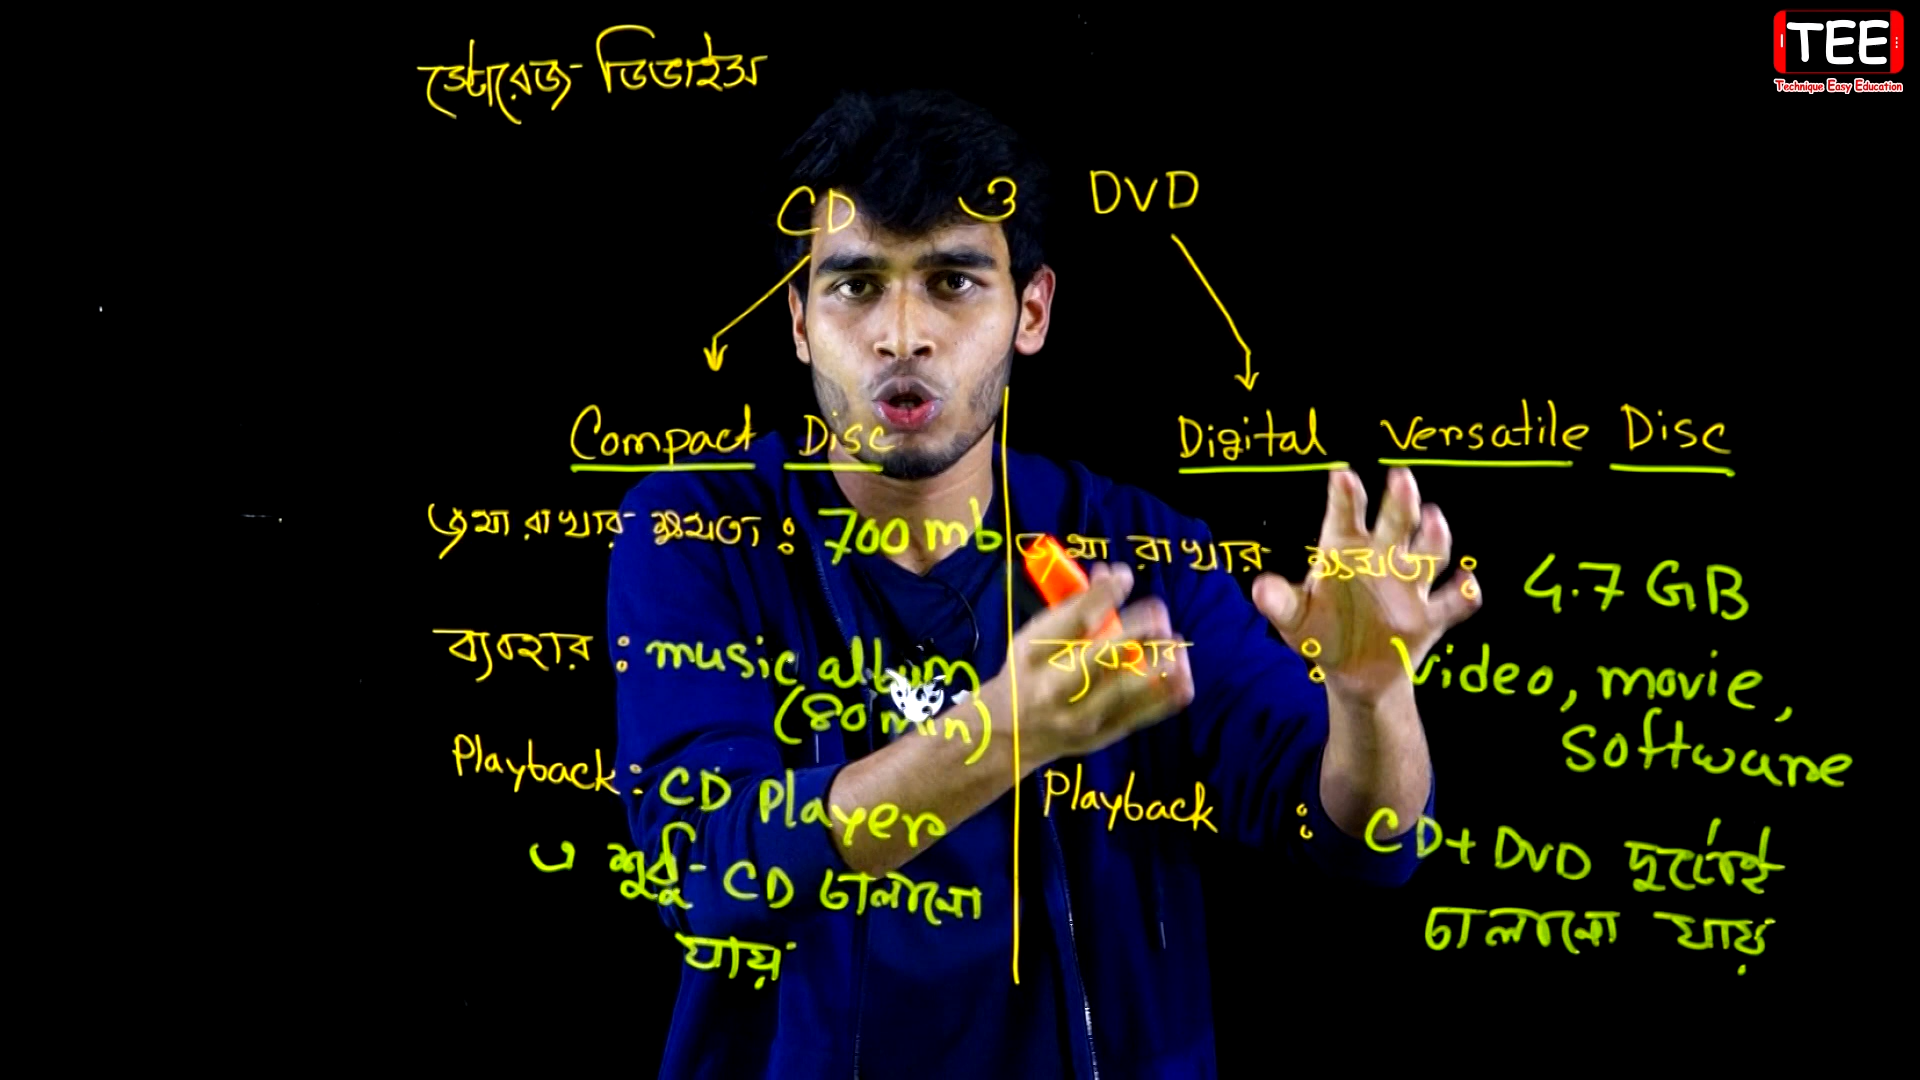 TEE
Technique Easy Education
স্টোরেজ ডিভাইস
CD ও DVD
Compact Disc
জমা রাখার ক্ষমতা : 700 mb
ব্যবহার : music album
(80 min)
Playback : CD Player
শুধু CD চালানো
যায়
Digital Versatile Disc
জমা রাখার ক্ষমতা : 4.7 GB
ব্যবহার : Video, movie,
Software
Playback : CD + DVD দুটোই
চালানো যায়